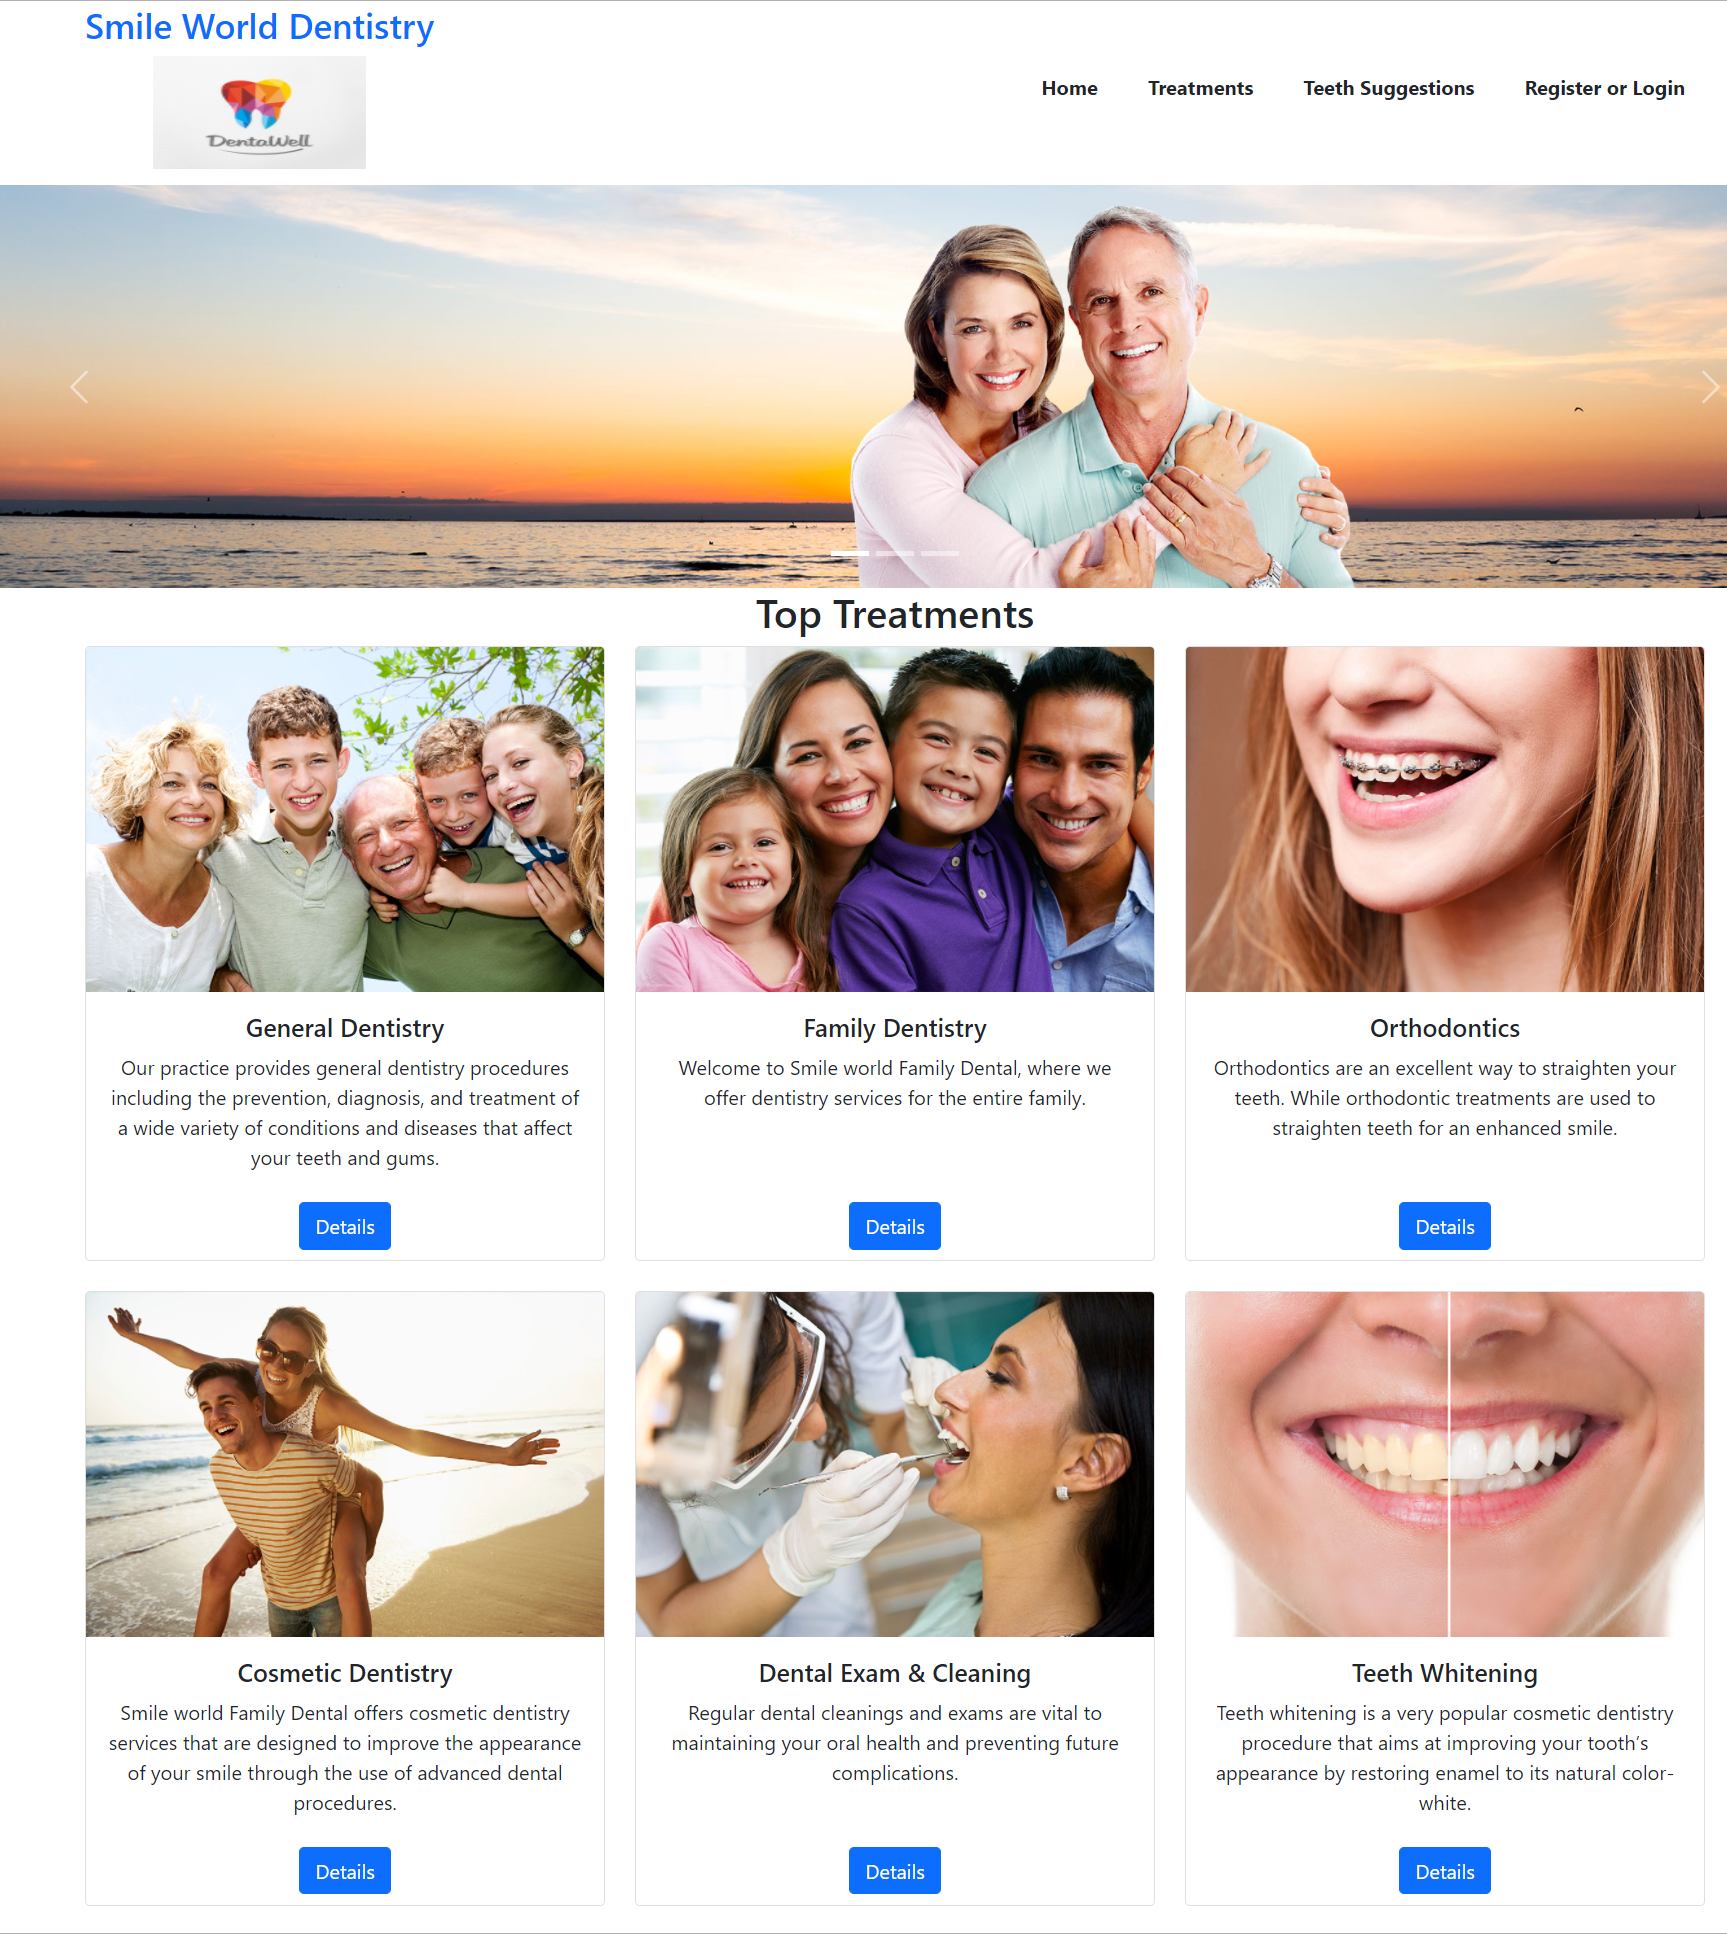 Smile World Dentistry
DentaWell
Home Treatments Teeth Suggestions Register or Login
Top Treatments
General Dentistry
Our practice provides general dentistry procedures
including the prevention, diagnosis, and treatment of
a wide variety of conditions and diseases that affect
your teeth and gums.
Details
Family Dentistry
Welcome to Smile world Family Dental, where we
offer dentistry services for the entire family.
Details
Orthodontics
Orthodontics are an excellent way to straighten your
teeth. While orthodontic treatments are used to
straighten teeth for an enhanced smile.
Details
Cosmetic Dentistry
Smile world Family Dental offers cosmetic dentistry
services that are designed to improve the appearance
of your smile through the use of advanced dental
procedures.
Details
Dental Exam & Cleaning
Regular dental cleanings and exams are vital to
maintaining your oral health and preventing future
complications.
Details
Teeth Whitening
Teeth whitening is a very popular cosmetic dentistry
procedure that aims at improving your tooth’s
appearance by restoring enamel to its natural color-
white.
Details